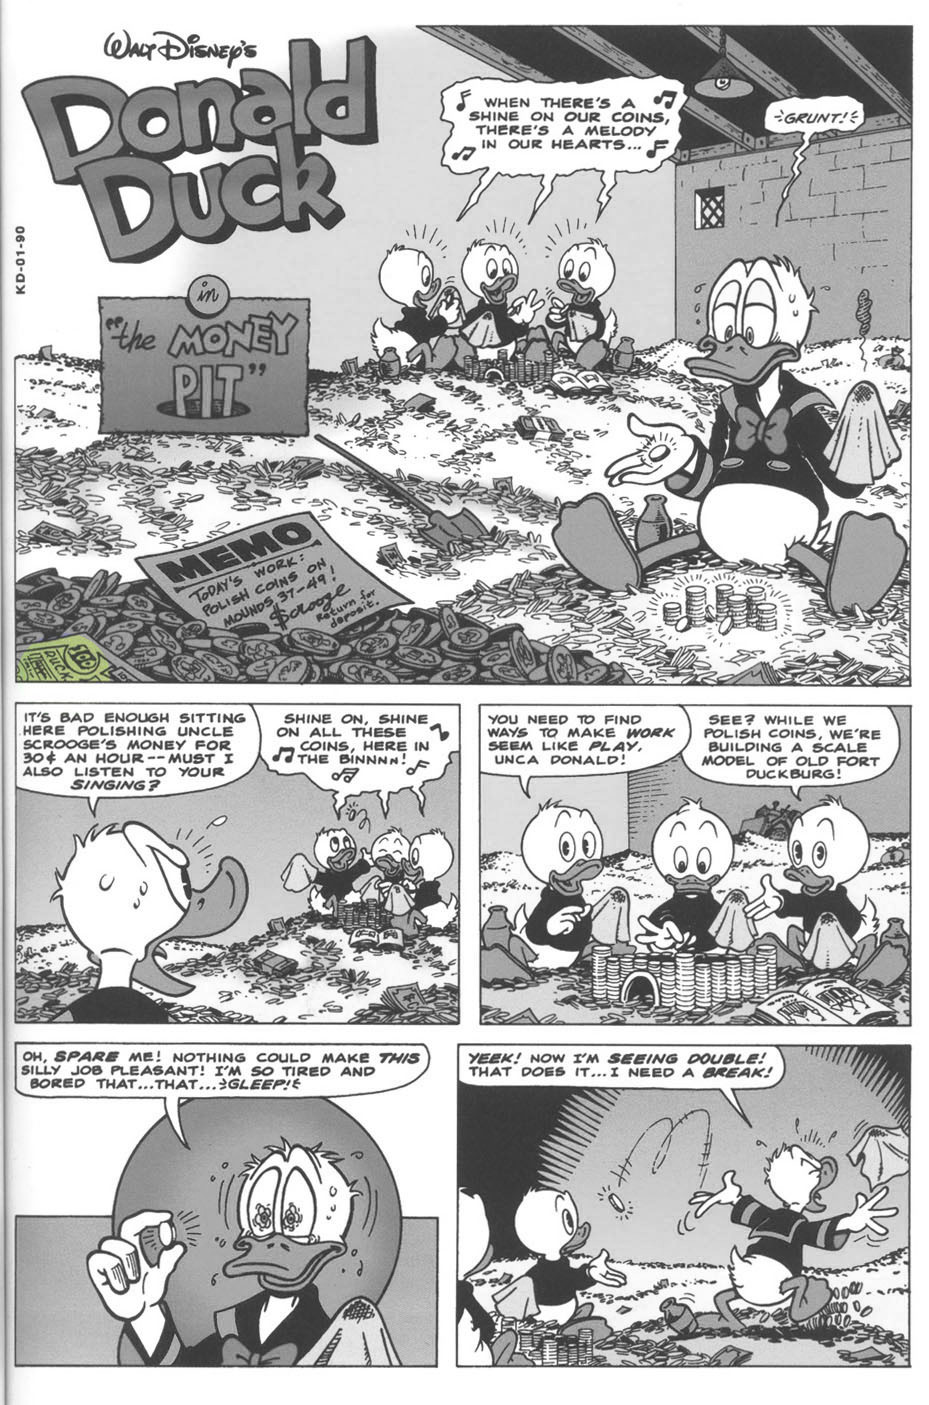 WALT DISNEY'S
Donald
Duck
in
"the MONEY
PIT"
KD-01-90
WHEN THERE'S A
SHINE ON OUR COINS,
THERE'S A MELODY
IN OUR HEARTS...
GRUNT!
MEMO
TODAY'S WORK:
POLISH COINS ON
MOUNDS 37-49!
$crooge
Return for
deposit.
DUCK
IT'S BAD ENOUGH SITTING
HERE POLISHING UNCLE
SCROOGE'S MONEY FOR
30¢ AN HOUR--MUST I
ALSO LISTEN TO YOUR
SINGING?
SHINE ON, SHINE
ON ALL THESE
COINS, HERE IN
THE BINNNN!
YOU NEED TO FIND
WAYS TO MAKE WORK
SEEM LIKE PLAY,
UNCA DONALD!
SEE? WHILE WE
POLISH COINS, WE'RE
BUILDING A SCALE
MODEL OF OLD FORT
DUCKBURG!
OH, SPARE ME! NOTHING COULD MAKE THIS
SILLY JOB PLEASANT! I'M SO TIRED AND
BORED THAT...THAT...GLEEP!
YEEK! NOW I'M SEEING DOUBLE!
THAT DOES IT...I NEED A BREAK!